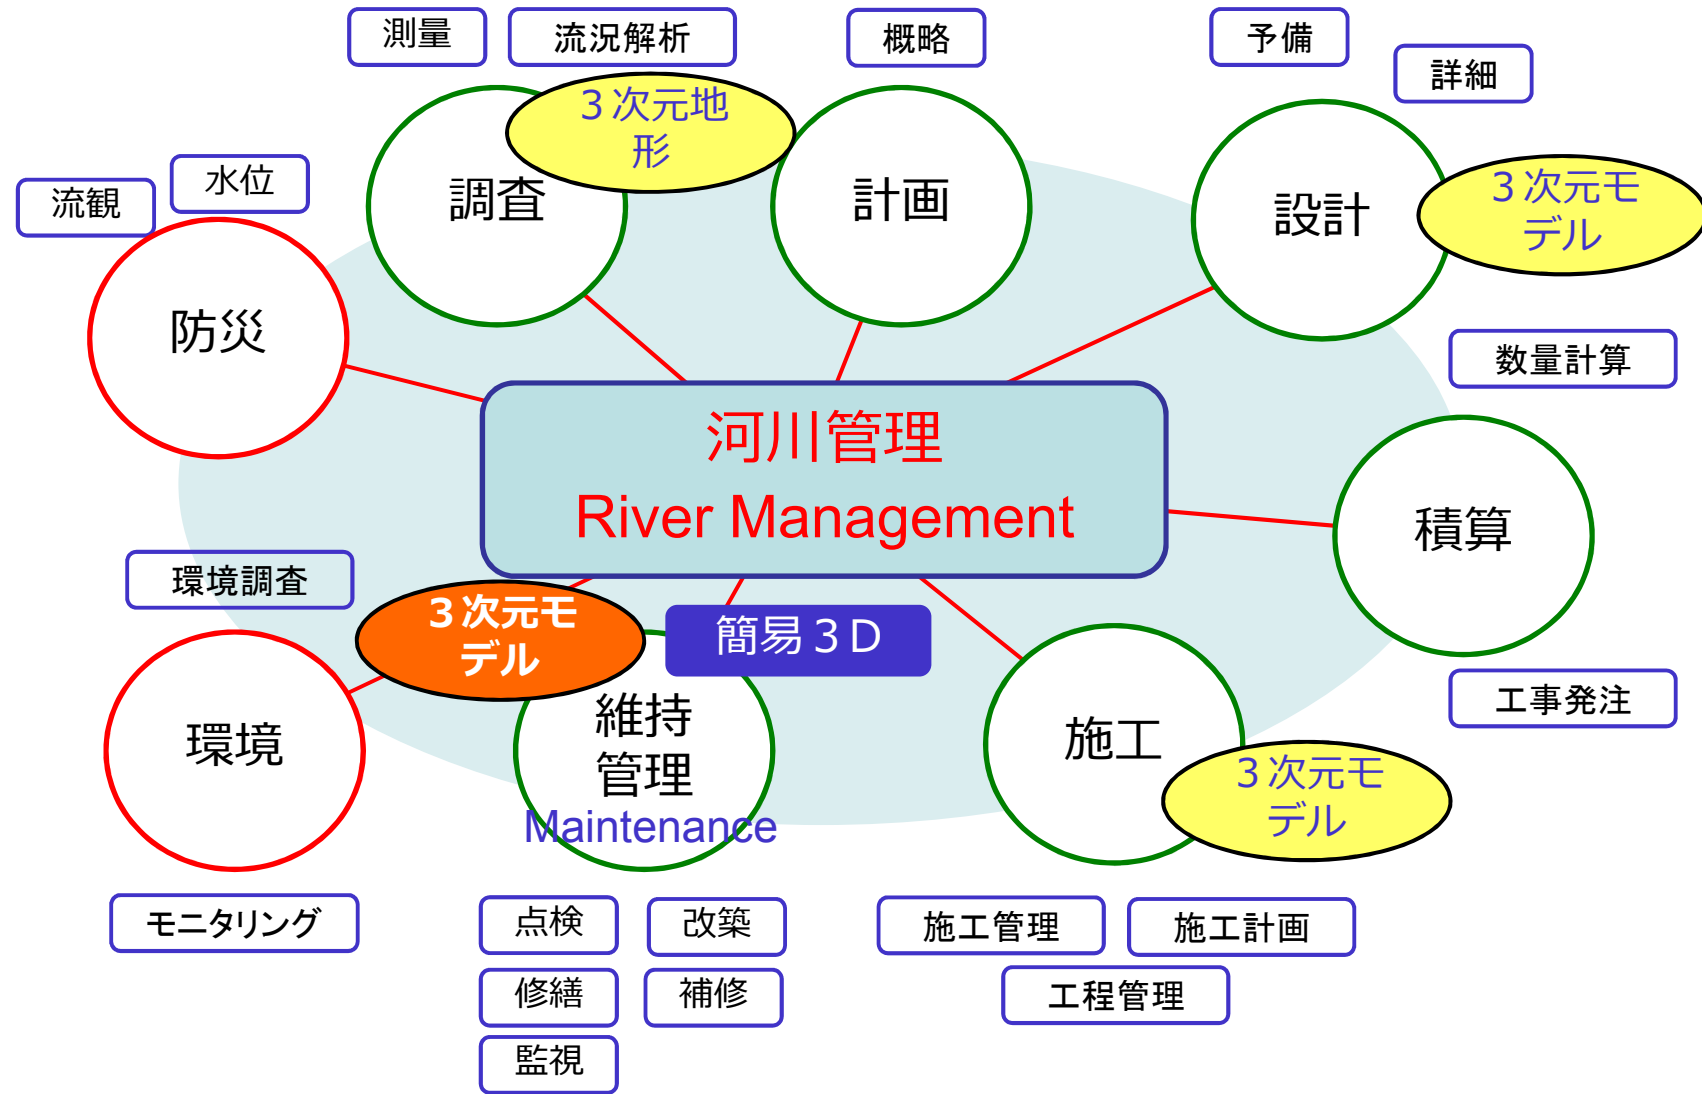 測量
流況解析
概略
予備
詳細
３次元地
形
流観
水位
調査
計画
設計
３次元モ
デル
防災
数量計算
河川管理
River Management
積算
環境調査
３次元モ
デル
簡易３Ｄ
工事発注
環境
維持
管理
Maintenance
施工
３次元モ
デル
モニタリング
点検
改築
施工管理
施工計画
修繕
補修
工程管理
監視